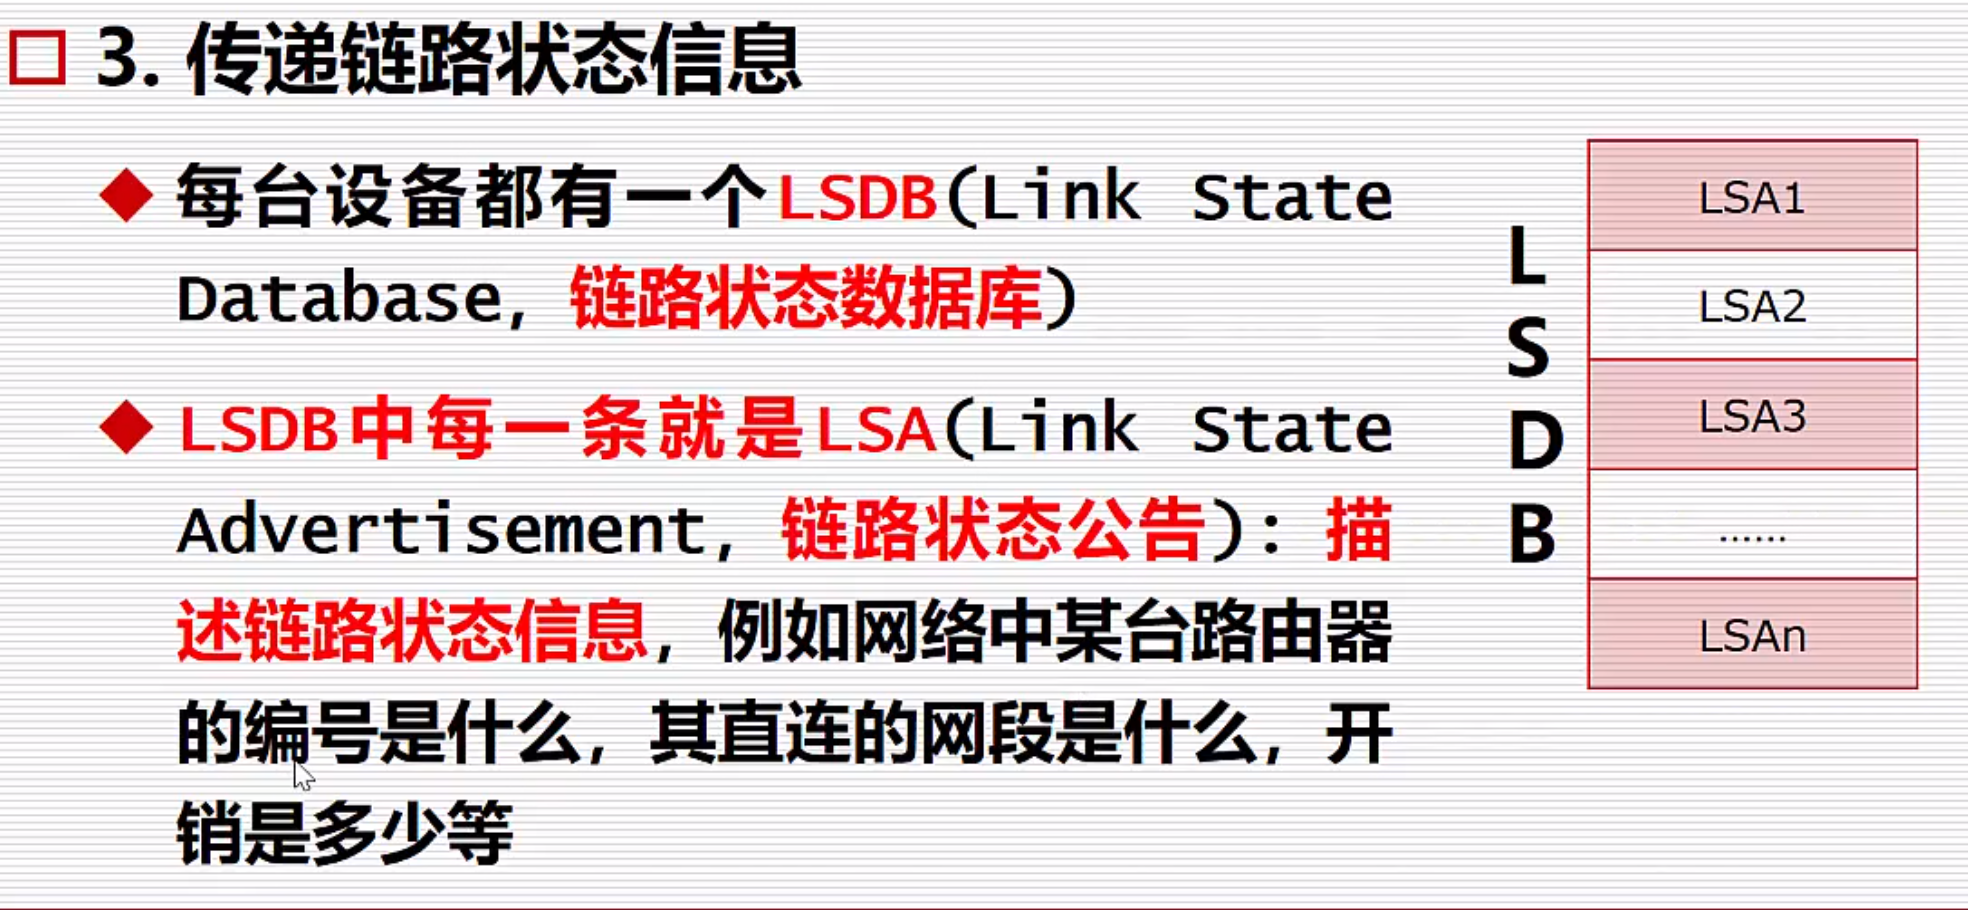 3. 传递链路状态信息
每台设备都有一个LSDB(Link State
Database, 链路状态数据库)
LSDB中每一条就是LSA(Link State
Advertisement, 链路状态公告): 描
述链路状态信息, 例如网络中某台路由器
的编号是什么, 其直连的网段是什么, 开
销是多少等
L
S
D
B
LSA1
LSA2
LSA3
......
LSAn